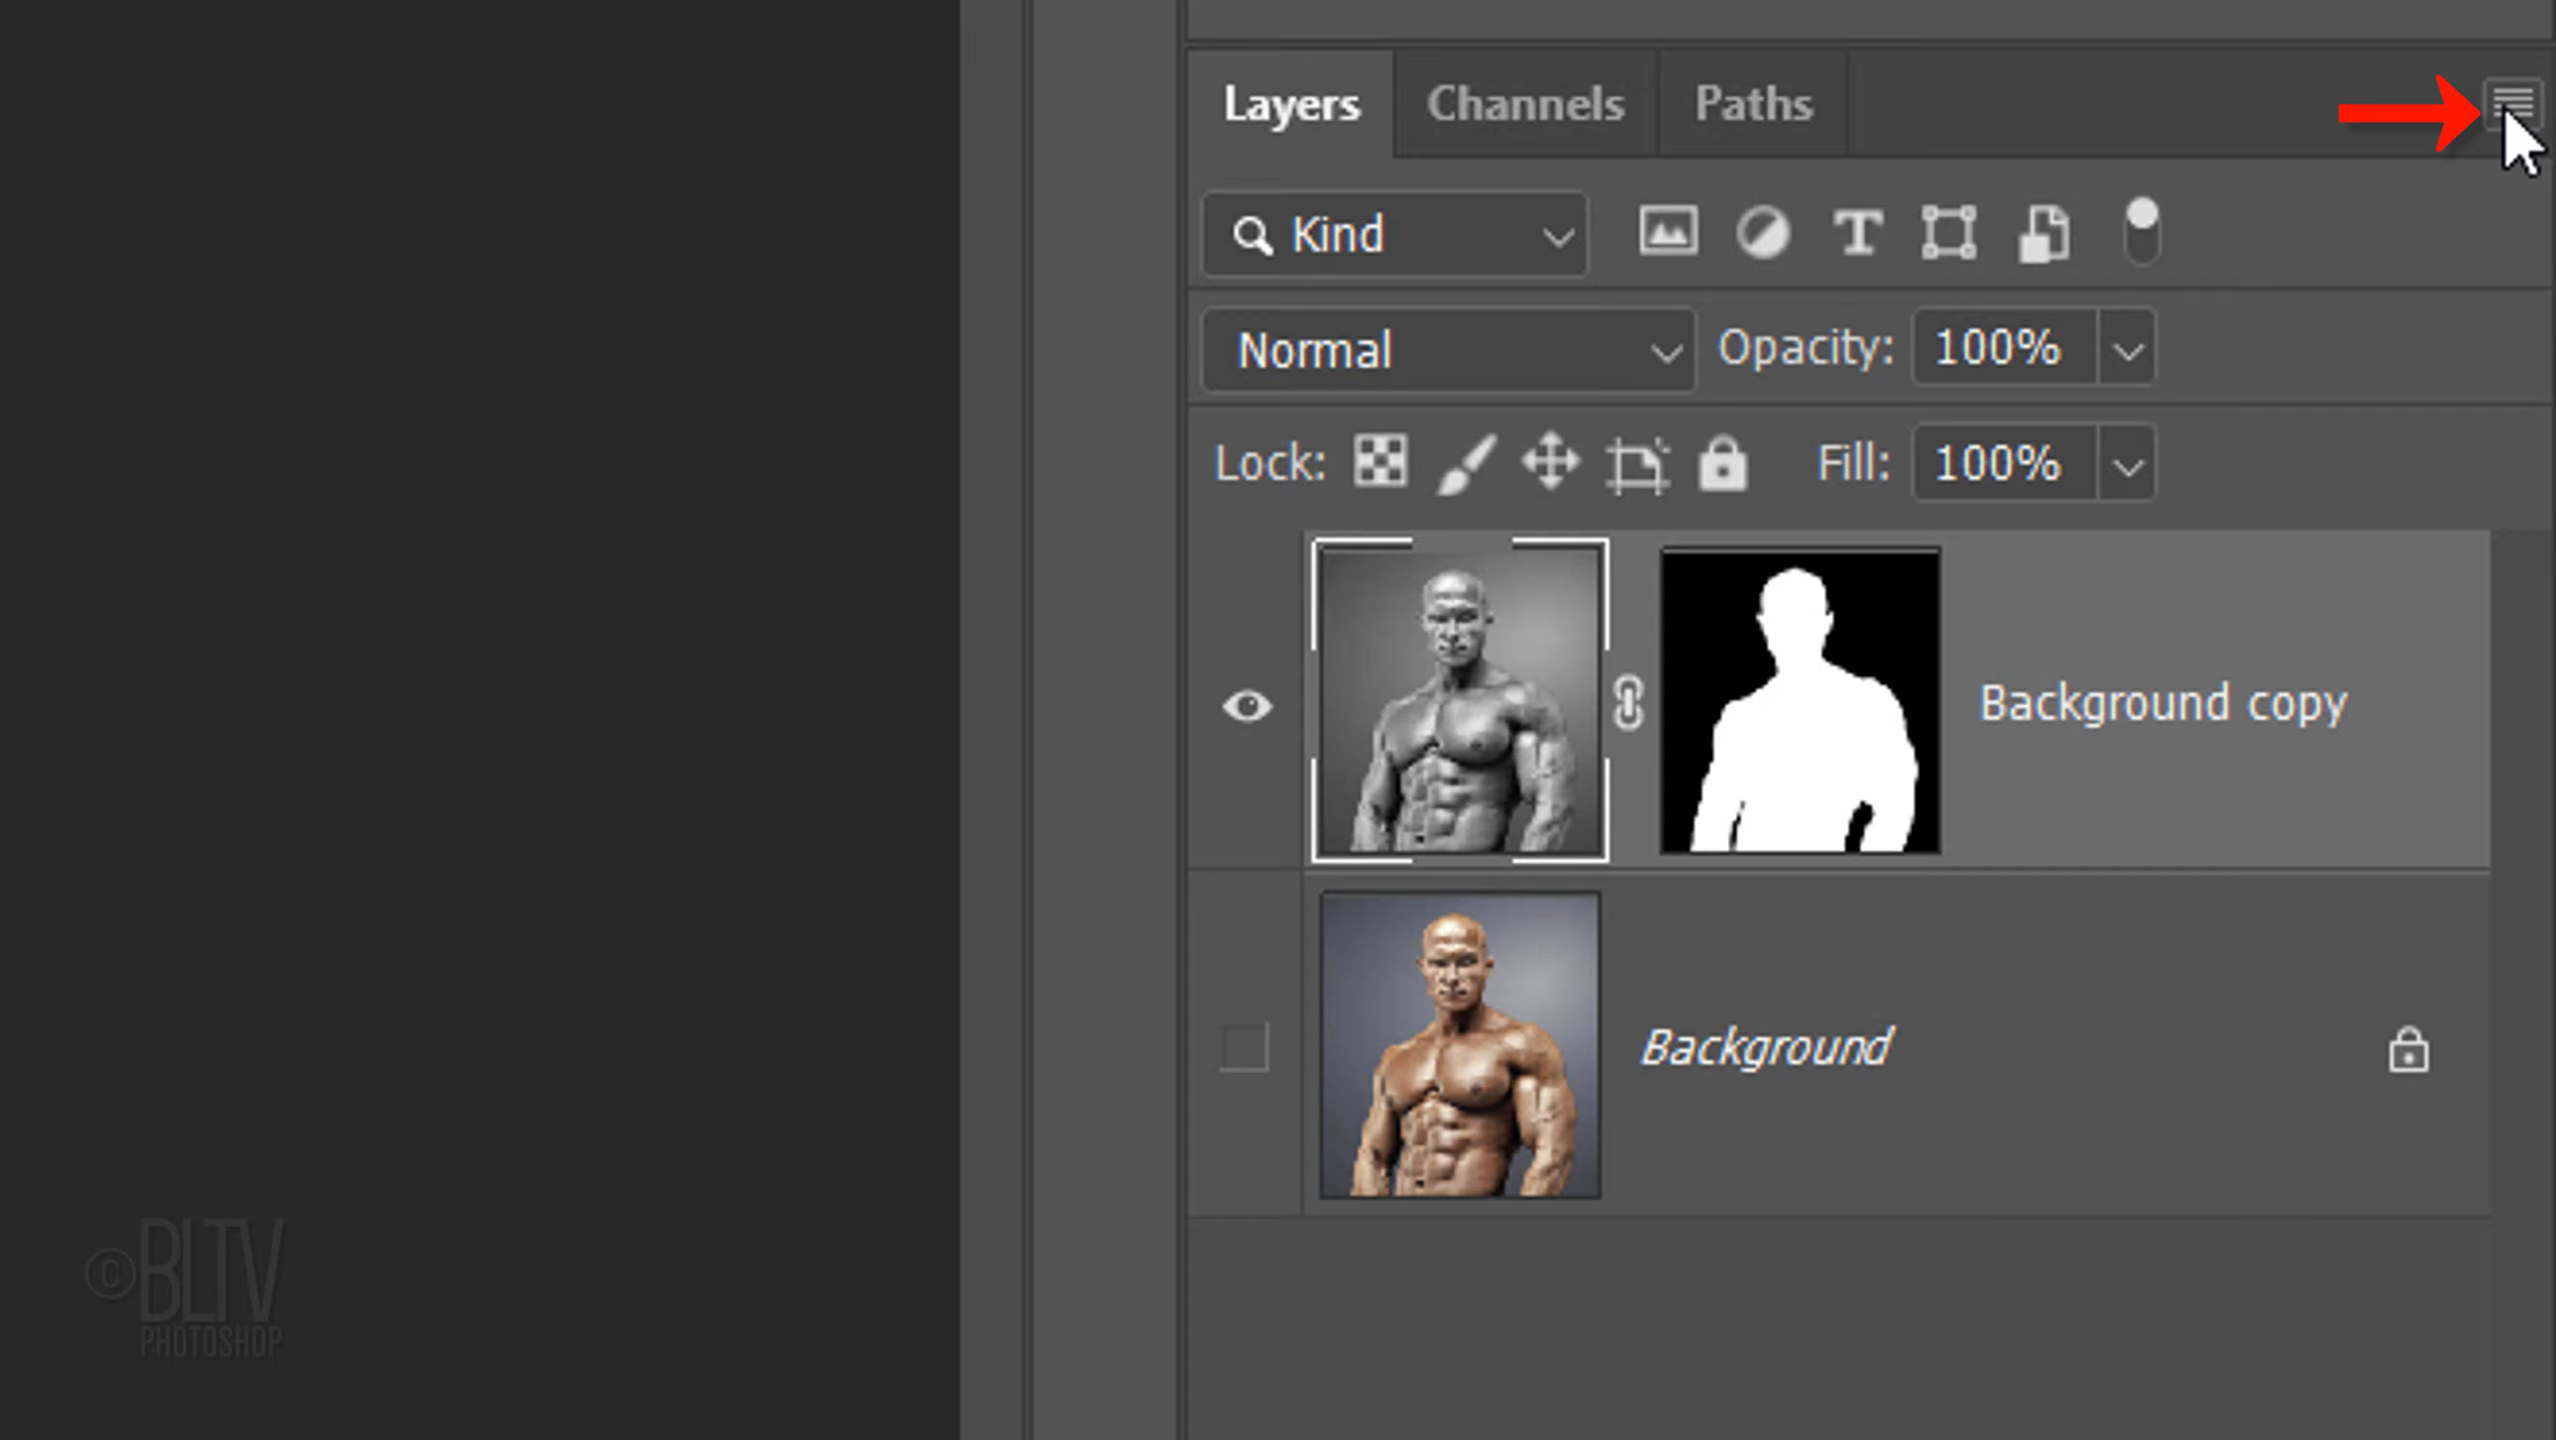 Layers Channels Paths
Kind
Normal Opacity: 100%
Lock: Fill: 100%
Background copy
Background
©BLTV
PHOTOSHOP